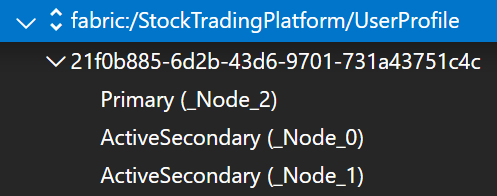 fabric:/StockTradingPlatform/UserProfile
21f0b885-6d2b-43d6-9701-731a43751c4c
Primary (_Node_2)
ActiveSecondary (_Node_0)
ActiveSecondary (_Node_1)